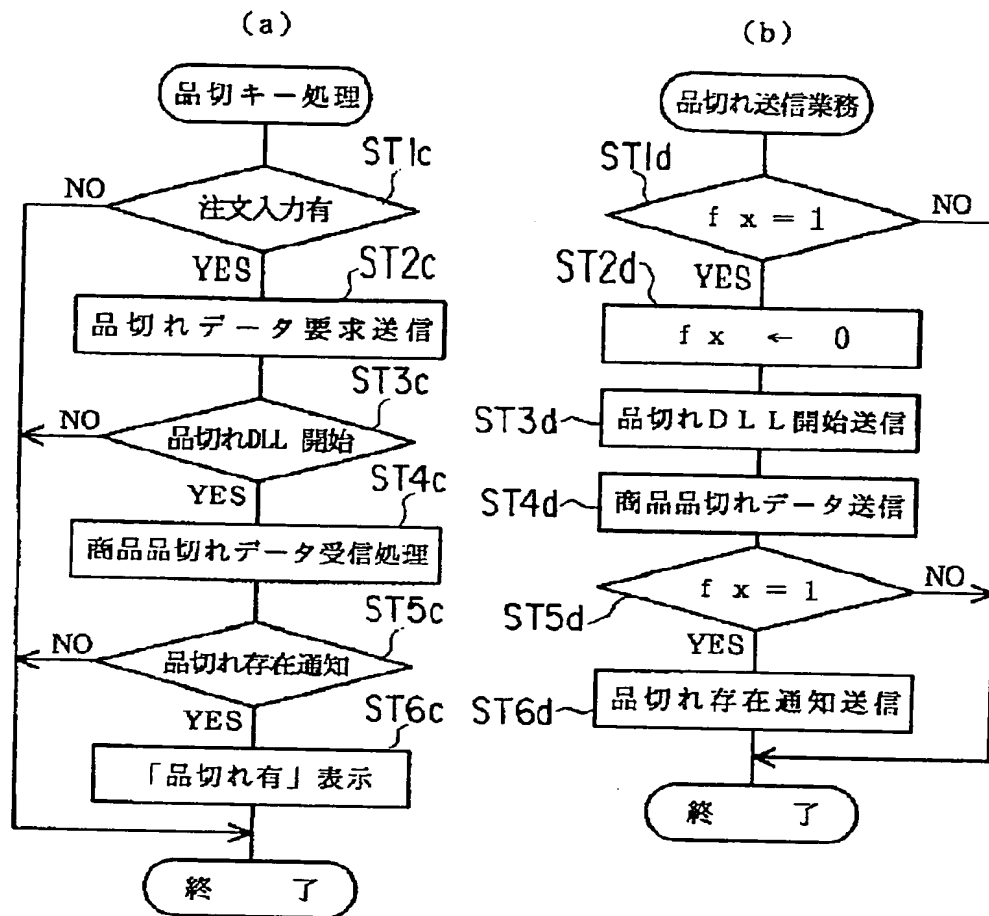 (a)
品切キー処理
ST1c
NO
注文入力有
YES
ST2c
品切れデータ要求送信
ST3c
NO
品切れDLL 開始
YES
ST4c
商品品切れデータ受信処理
ST5c
NO
品切れ存在通知
YES
ST6c
「品切れ有」表示
終 了
(b)
品切れ送信業務
ST1d
fx=1
NO
YES
ST2d
fx ← 0
ST3d
品切れDLL開始送信
ST4d
商品品切れデータ送信
fx=1
NO
ST5d
YES
ST6d
品切れ存在通知送信
終 了